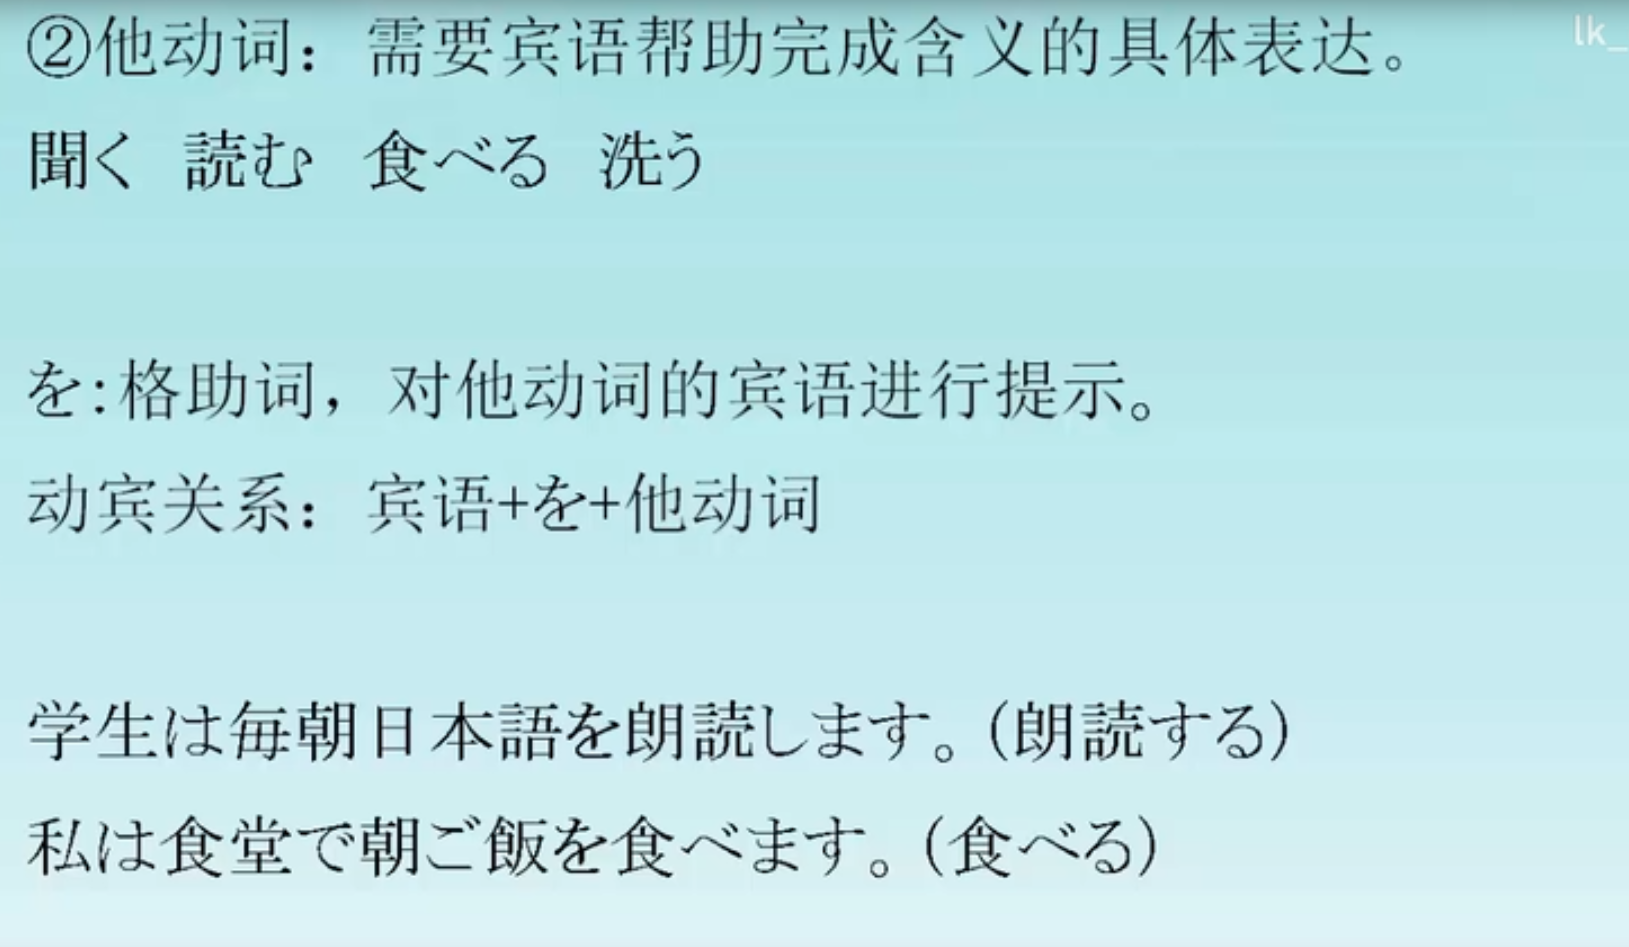 ②他动词：需要宾语帮助完成含义的具体表达。
lk_
聞く 読む 食べる 洗う
を:格助词，对他动词的宾语进行提示。
动宾关系：宾语+を+他动词
学生は毎朝日本語を朗読します。(朗読する)
私は食堂で朝ご飯を食べます。(食べる)